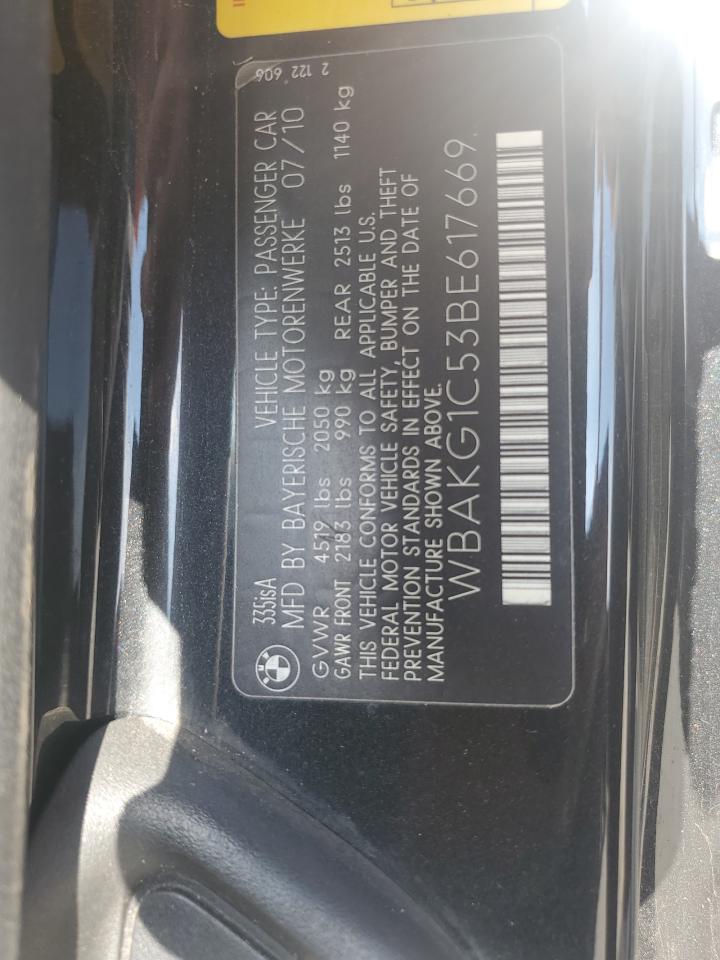 335isA VEHICLE TYPE: PASSENGER CAR
MFD BY BAYERISCHE MOTORENWERKE 07/10
GVWR 4519 lbs 2050 kg
GAWR FRONT 2183 lbs 990 kg REAR 2513 lbs 1140 kg
THIS VEHICLE CONFORMS TO ALL APPLICABLE U.S.
FEDERAL MOTOR VEHICLE SAFETY, BUMPER AND THEFT
PREVENTION STANDARDS IN EFFECT ON THE DATE OF
MANUFACTURE SHOWN ABOVE.
WBAKG1C53BE617669
2 122 606
BMW